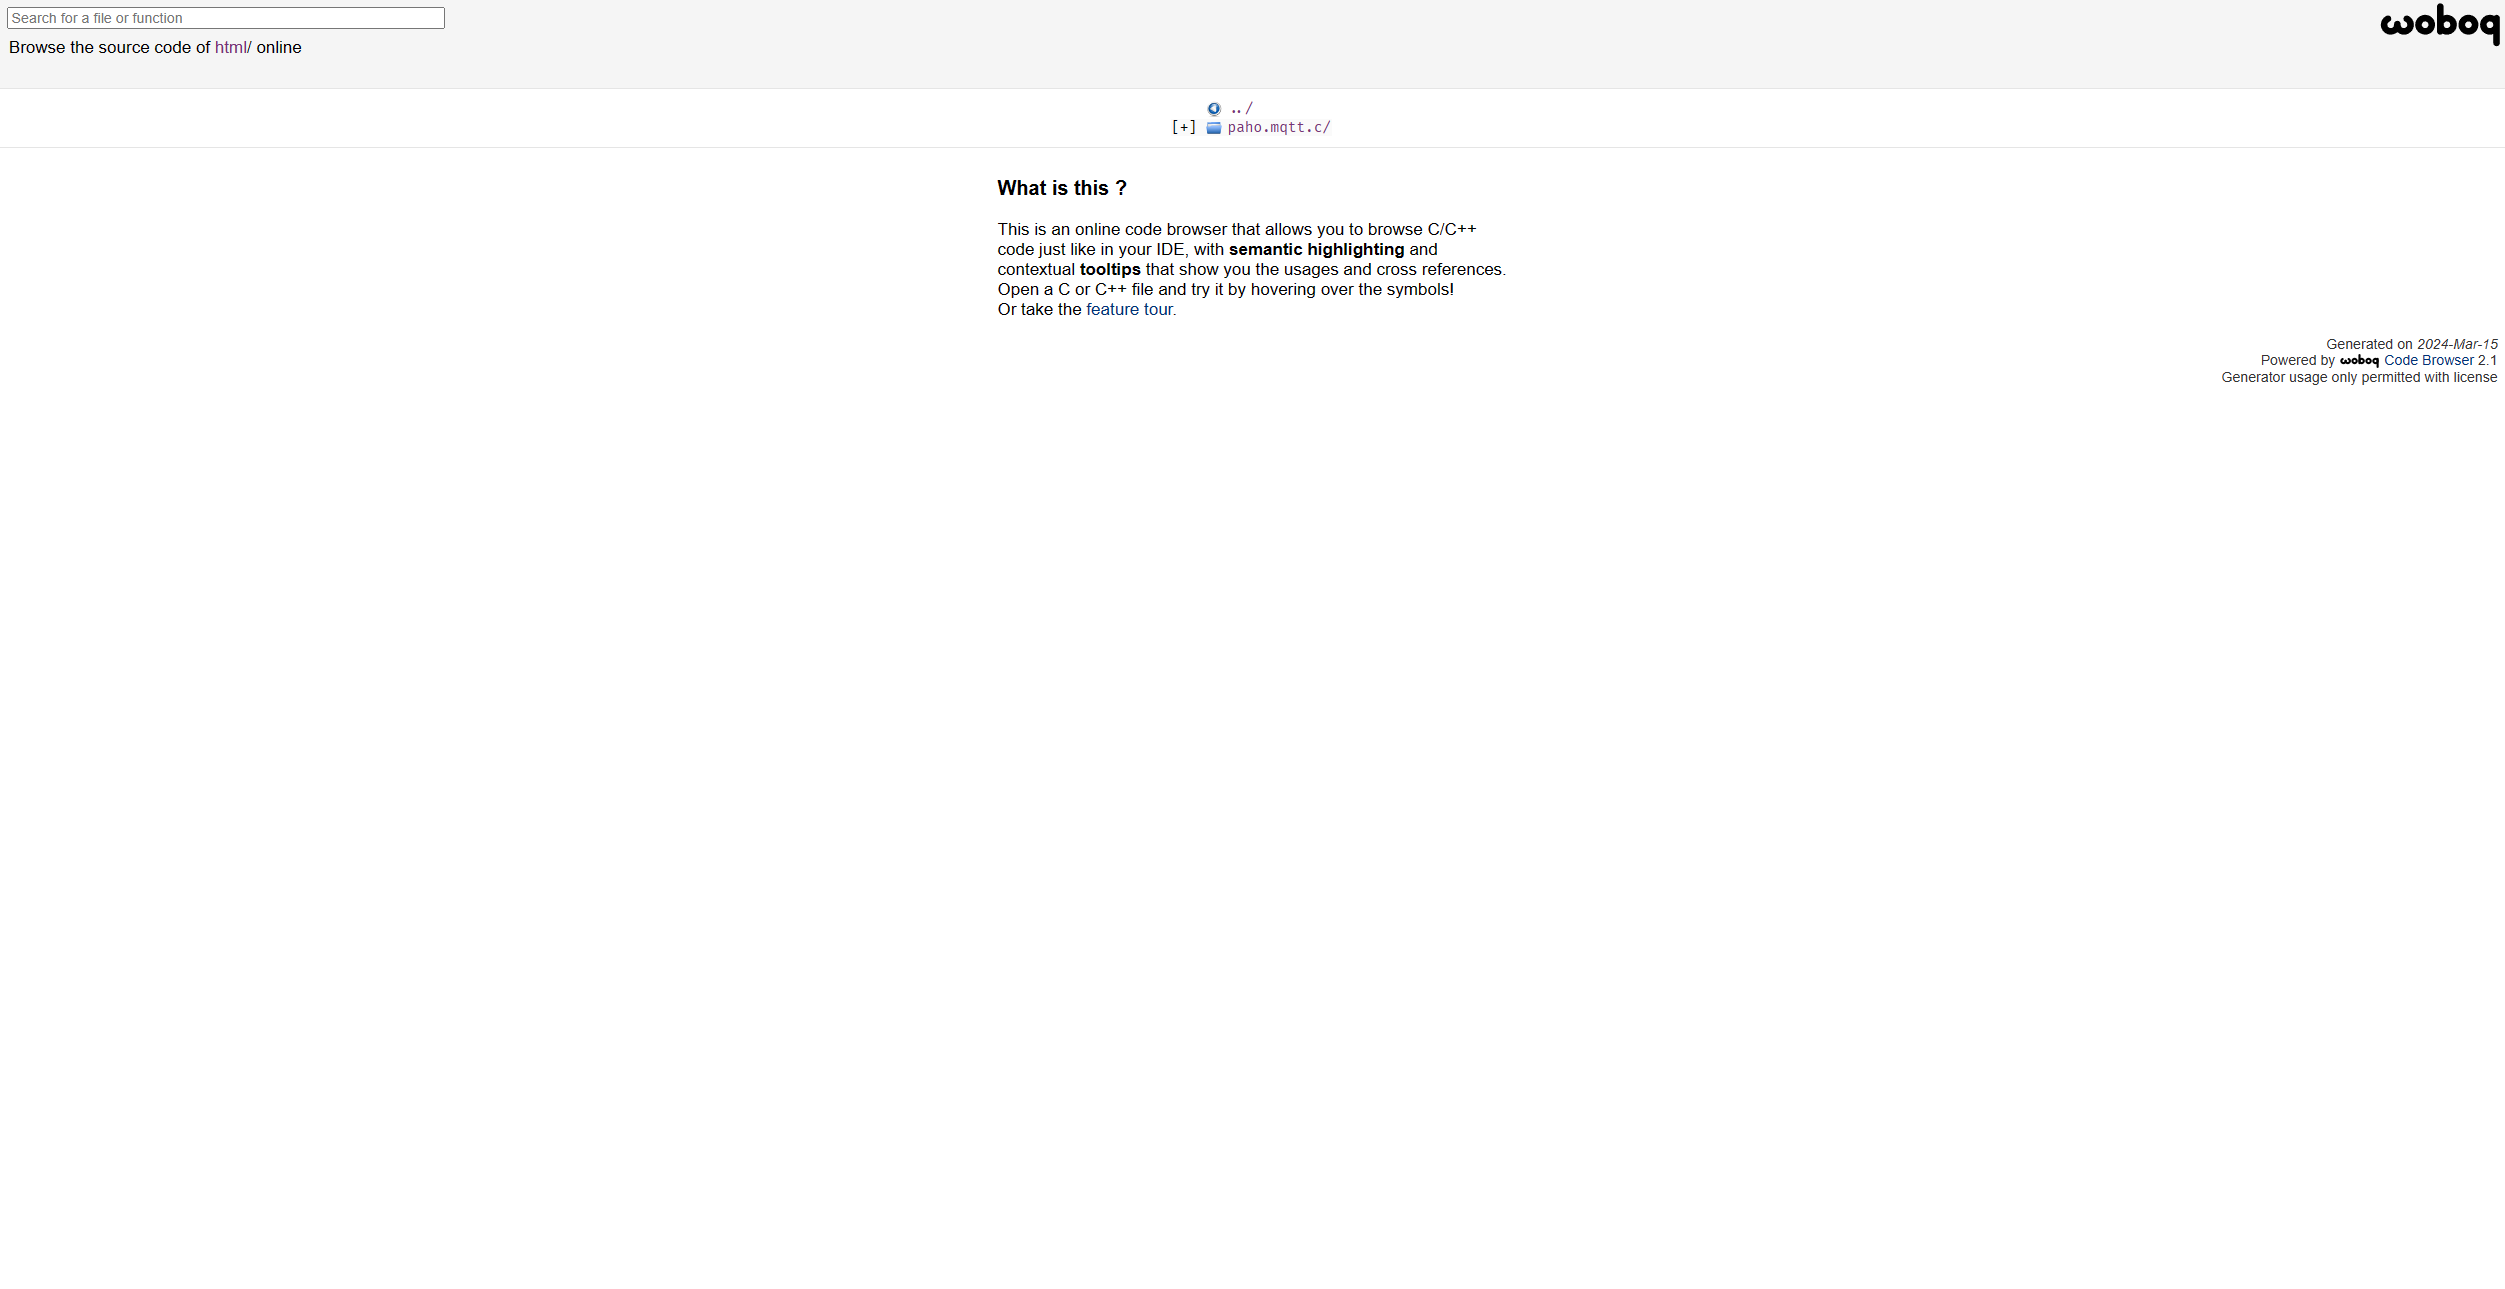 Search for a file or function
woboq
Browse the source code of html/ online
../
[+] paho.mqtt.c/
What is this ?
This is an online code browser that allows you to browse C/C++
code just like in your IDE, with semantic highlighting and
contextual tooltips that show you the usages and cross references.
Open a C or C++ file and try it by hovering over the symbols!
Or take the feature tour.
Generated on 2024-Mar-15
Powered by woboq Code Browser 2.1
Generator usage only permitted with license